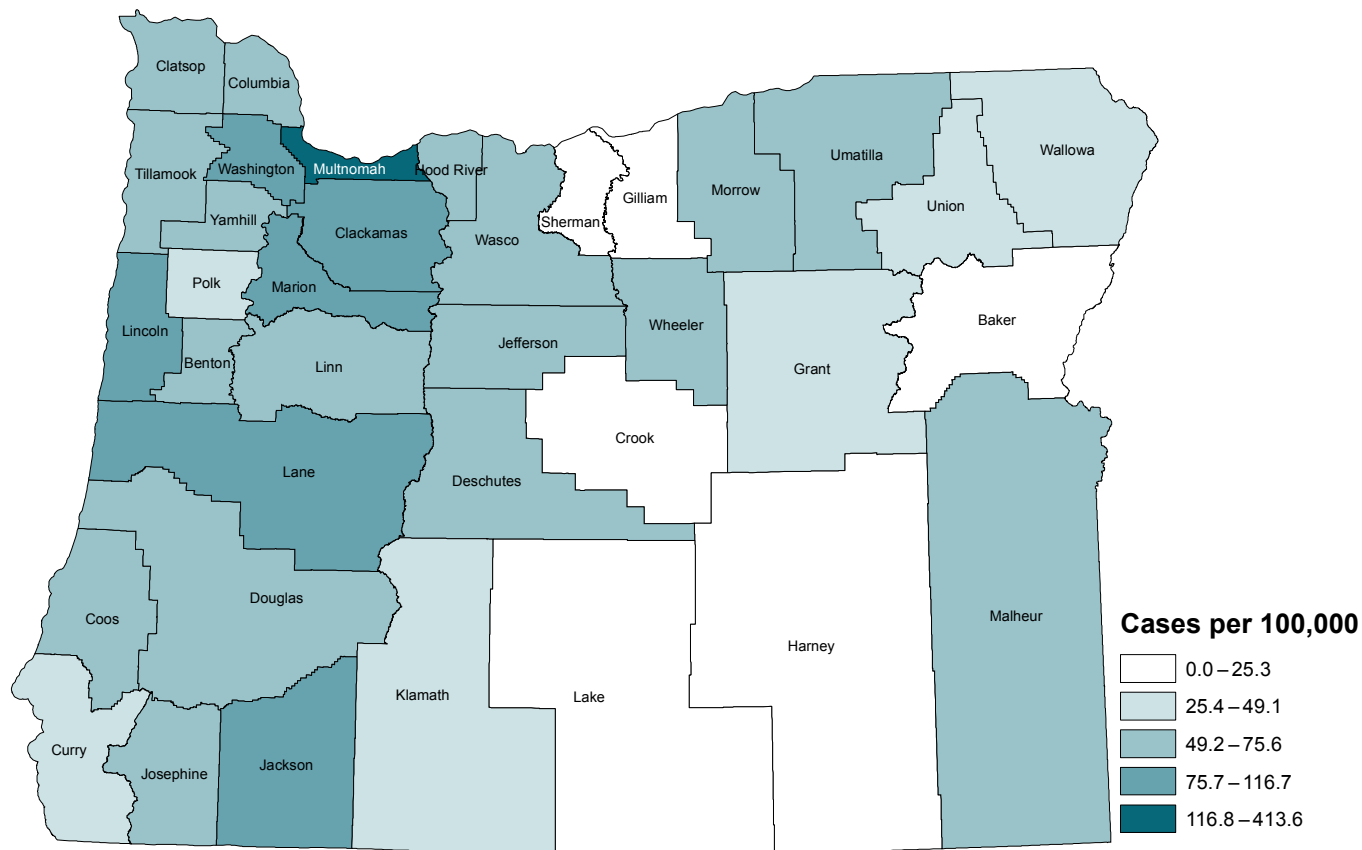 Clatsop
Columbia
Tillamook
Washington
Multnomah
Hood River
Yamhill
Clackamas
Wasco
Sherman
Gilliam
Morrow
Umatilla
Union
Wallowa
Polk
Marion
Lincoln
Benton
Linn
Jefferson
Wheeler
Grant
Baker
Lane
Deschutes
Crook
Coos
Douglas
Klamath
Lake
Harney
Malheur
Curry
Josephine
Jackson
Cases per 100,000
0.0 – 25.3
25.4 – 49.1
49.2 – 75.6
75.7 – 116.7
116.8 – 413.6